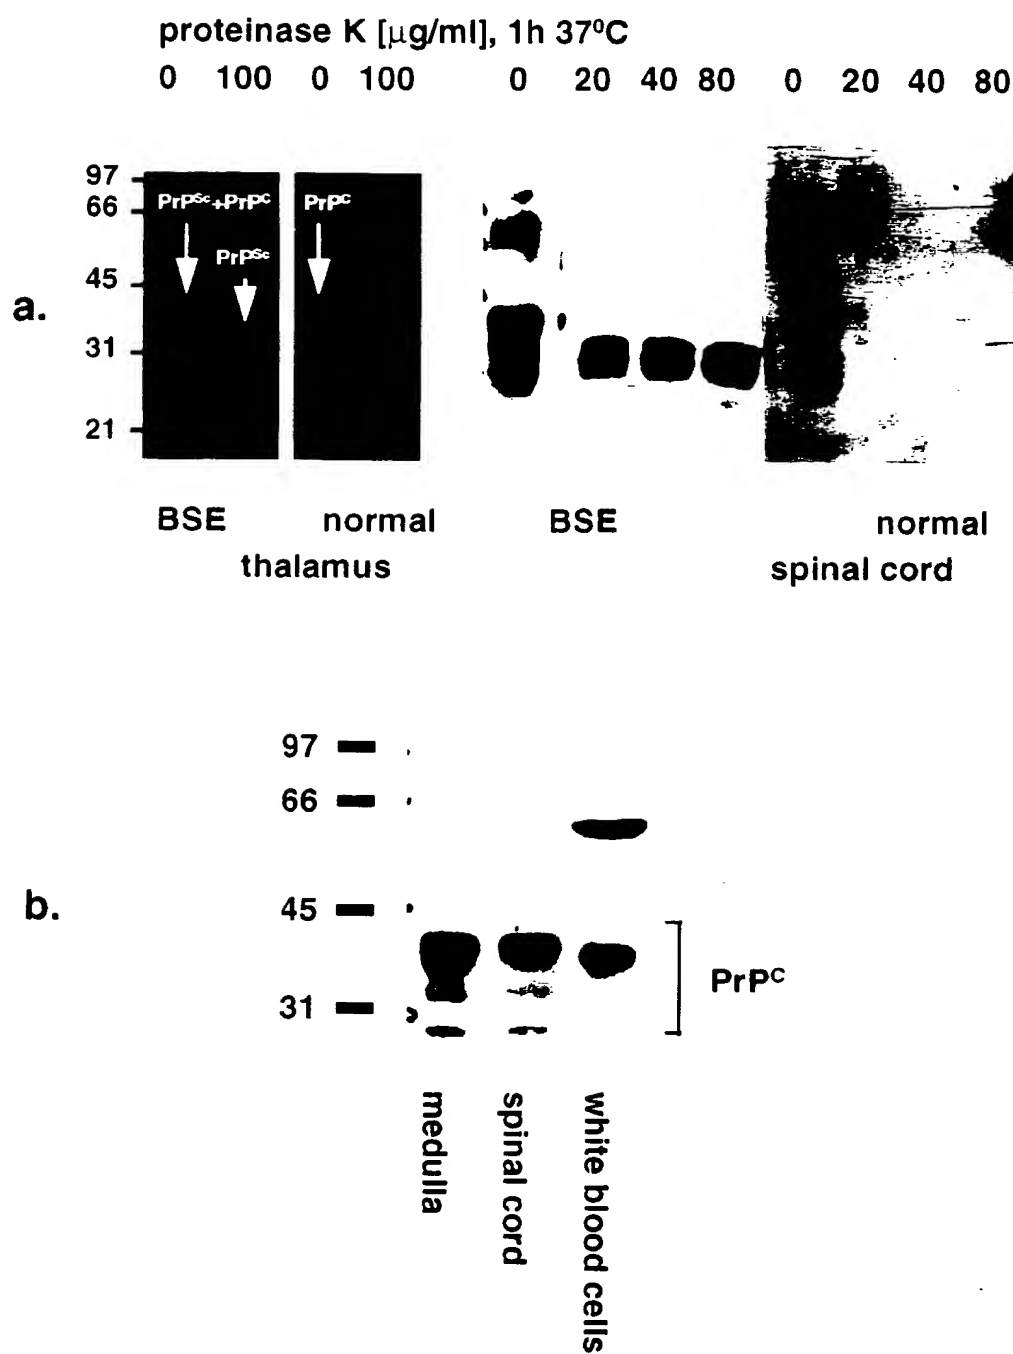 proteinase K [µg/ml], 1h 37⁰C
0 100 0 100 0 20 40 80 0 20 40 80
97
66
45
31
21
PrPSc+PrPC
PrPSc
PrPC
a.
BSE normal BSE normal
thalamus spinal cord
97
66
45
31
b.
PrPC
medulla
spinal cord
white blood cells